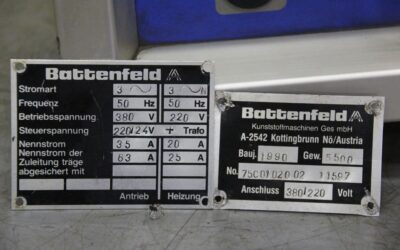 Battenfeld
Stromart 3 3
Frequenz 50 Hz 50 Hz
Betriebsspannung 380 V 220 V
Steuerspannung 220/24V + Trafo
Nennstrom 35 A 20 A
Nennstrom der
Zuleitung träge
abgesichert mit 63 A 25 A
Antrieb Heizung
Battenfeld
Kunststoffmaschinen Ges mbH
A-2542 Kottingbrunn Nö/Austria
Bauj. 1990 Gew. 5500
No. 75C01020 02 11587
Anschluss 380/220 Volt